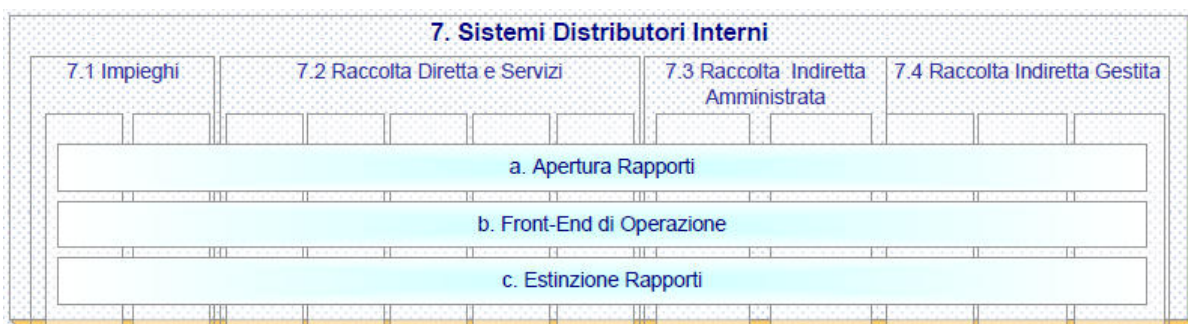 7. Sistemi Distributori Interni
7.1 Impieghi
7.2 Raccolta Diretta e Servizi
7.3 Raccolta Indiretta
Amministrata
7.4 Raccolta Indiretta Gestita
a. Apertura Rapporti
b. Front-End di Operazione
c. Estinzione Rapporti